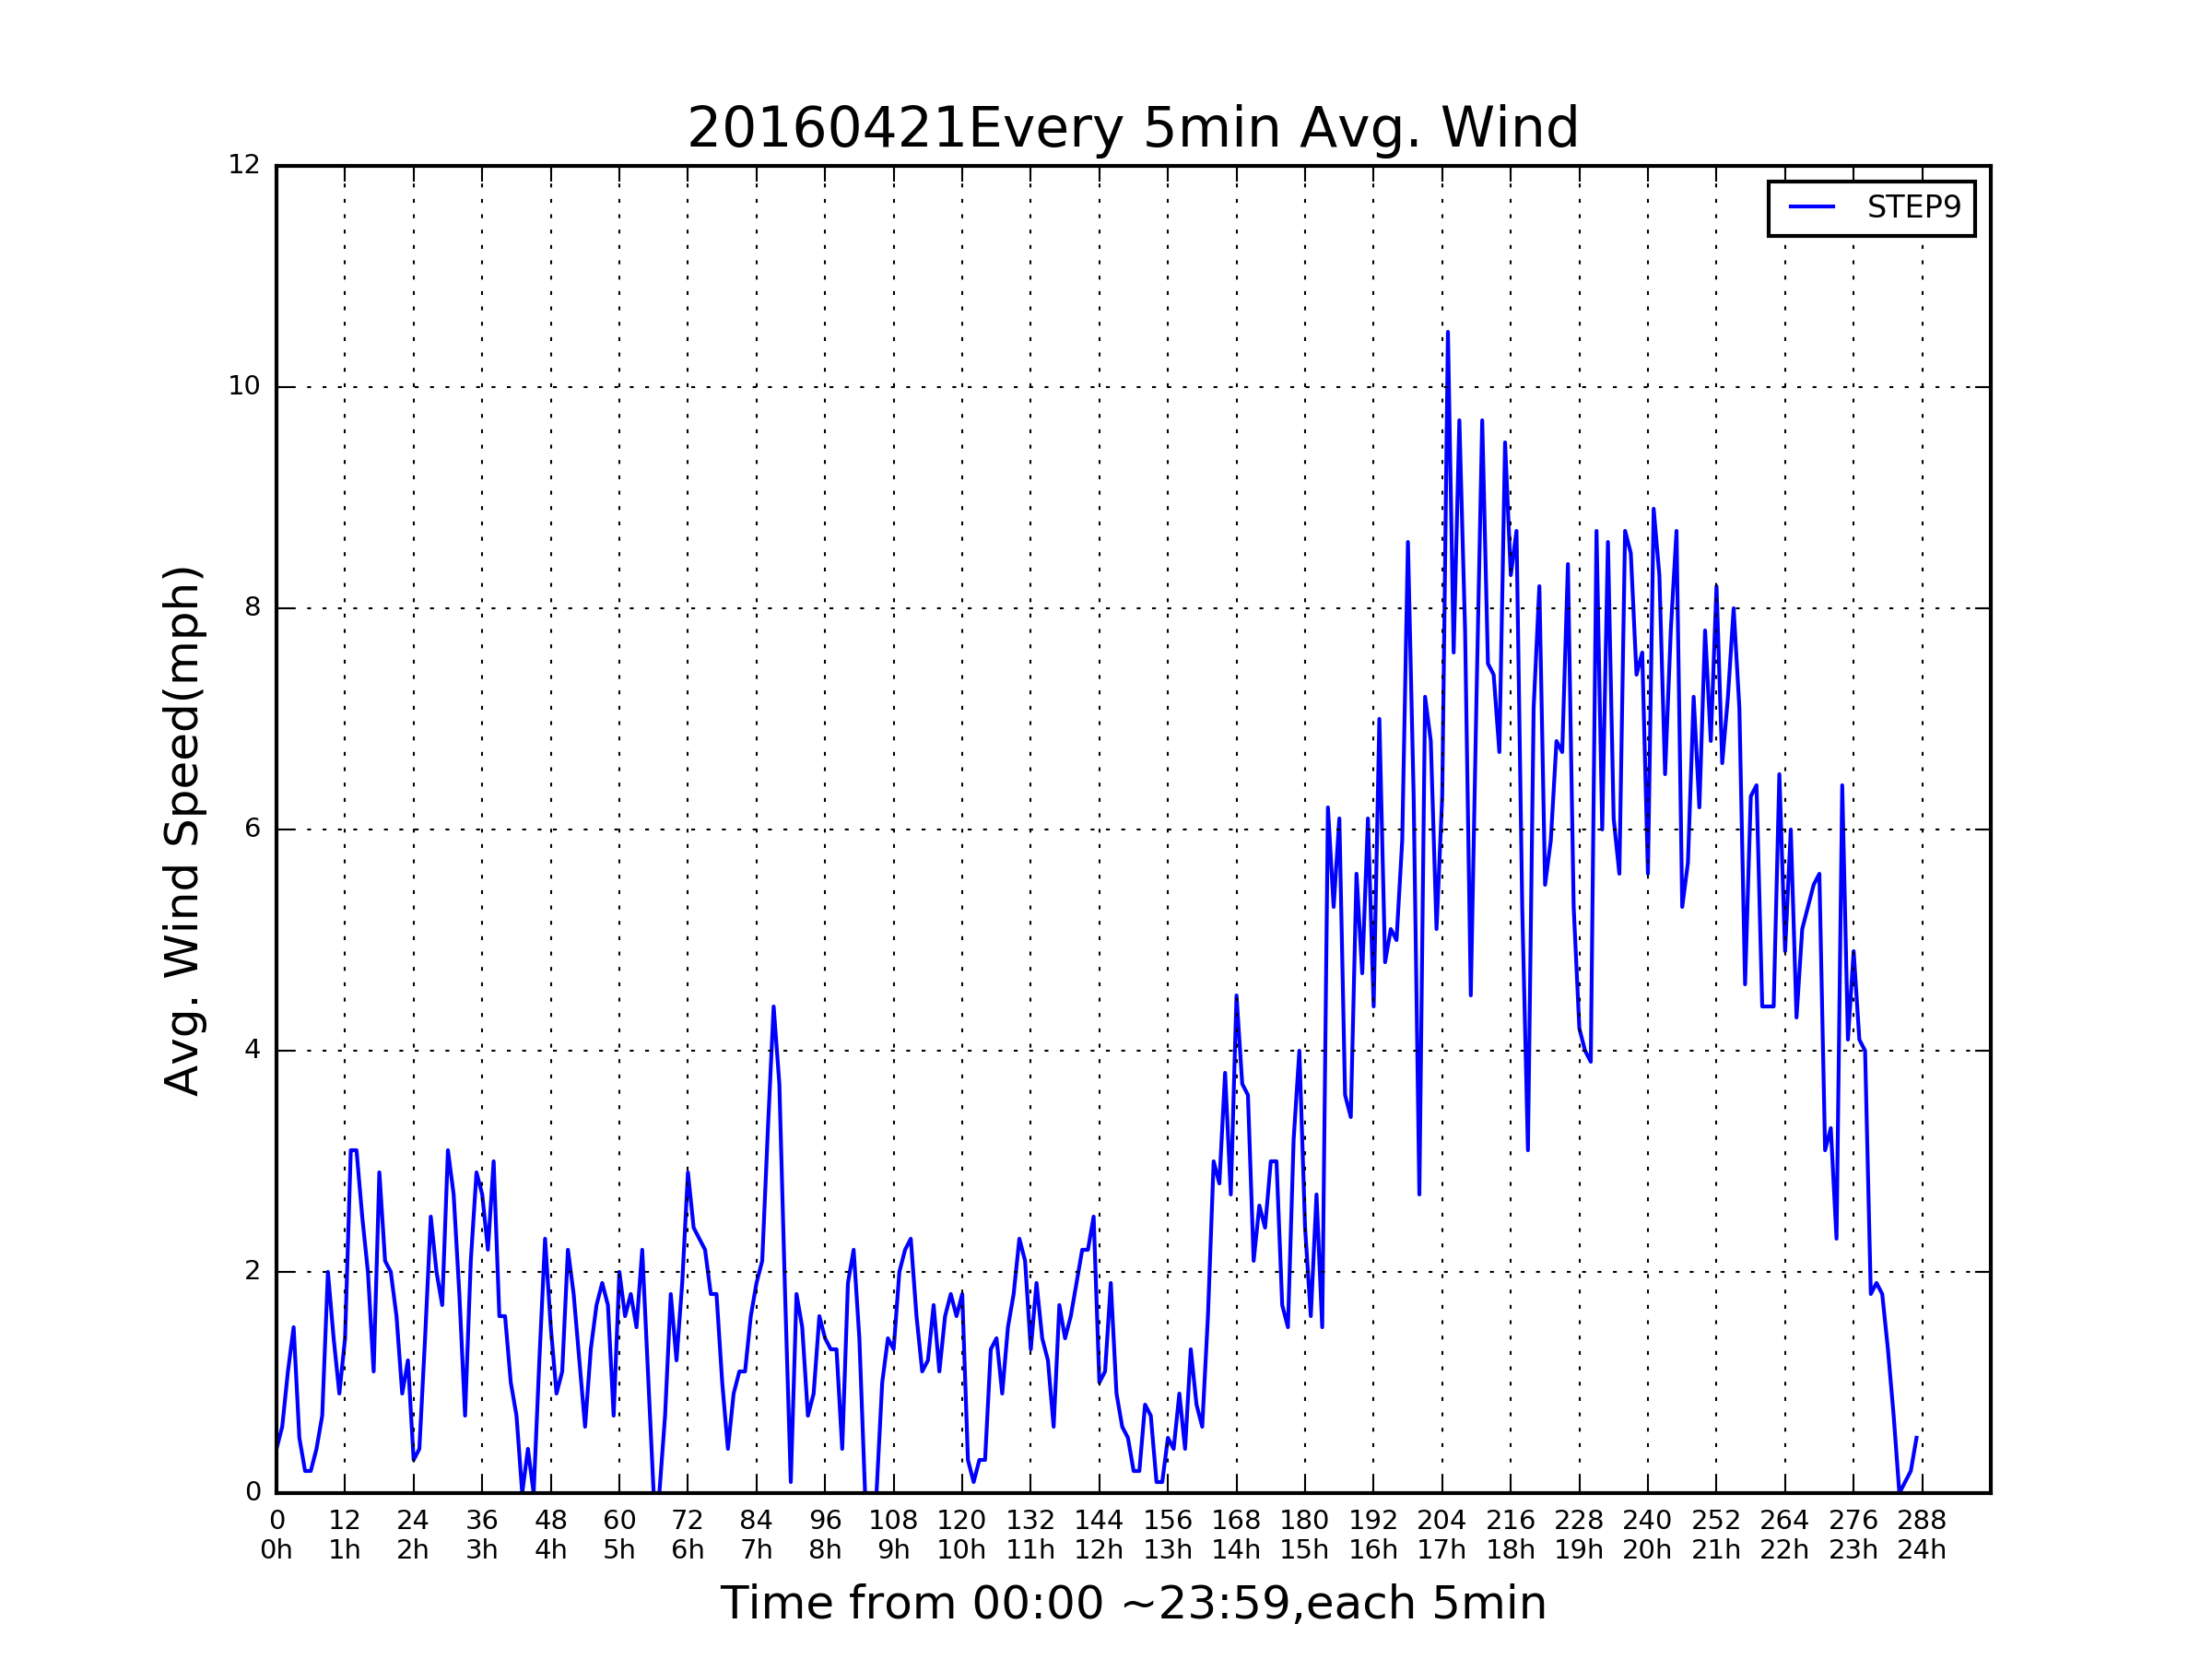 20160421Every 5min Avg. Wind
STEP9
Avg. Wind Speed(mph)
12
10
8
6
4
2
0
0 12 24 36 48 60 72 84 96 108 120 132 144 156 168 180 192 204 216 228 240 252 264 276 288
0h 1h 2h 3h 4h 5h 6h 7h 8h 9h 10h 11h 12h 13h 14h 15h 16h 17h 18h 19h 20h 21h 22h 23h 24h
Time from 00:00 ~23:59,each 5min